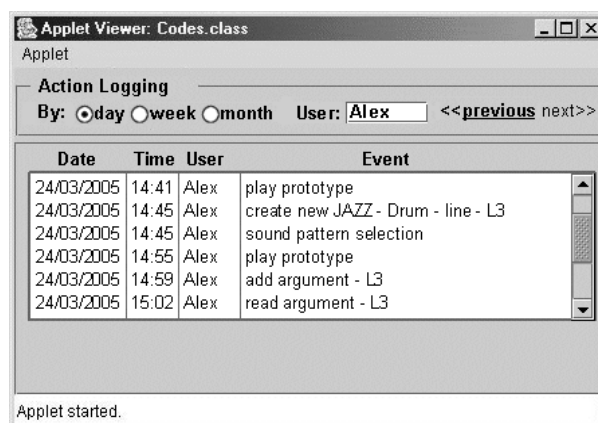 Applet Viewer: Codes.class
Applet
Action Logging
By: day week month User: Alex <<previous next>>
Date Time User Event
24/03/2005 14:41 Alex play prototype
24/03/2005 14:45 Alex create new JAZZ - Drum - line - L3
24/03/2005 14:45 Alex sound pattern selection
24/03/2005 14:55 Alex play prototype
24/03/2005 14:59 Alex add argument - L3
24/03/2005 15:02 Alex read argument - L3
Applet started.